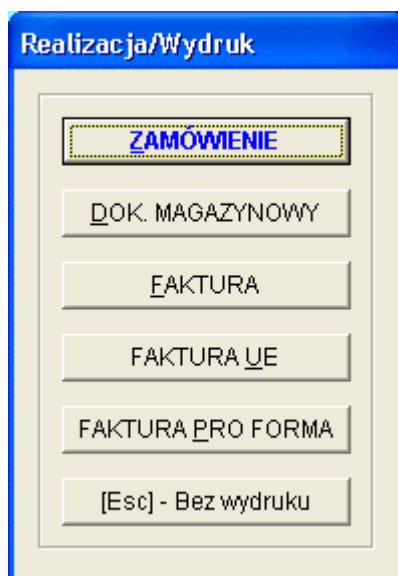 Realizacja/Wydruk
ZAMÓWIENIE
DOK. MAGAZYNOWY
FAKTURA
FAKTURA UE
FAKTURA PRO FORMA
[Esc] - Bez wydruku